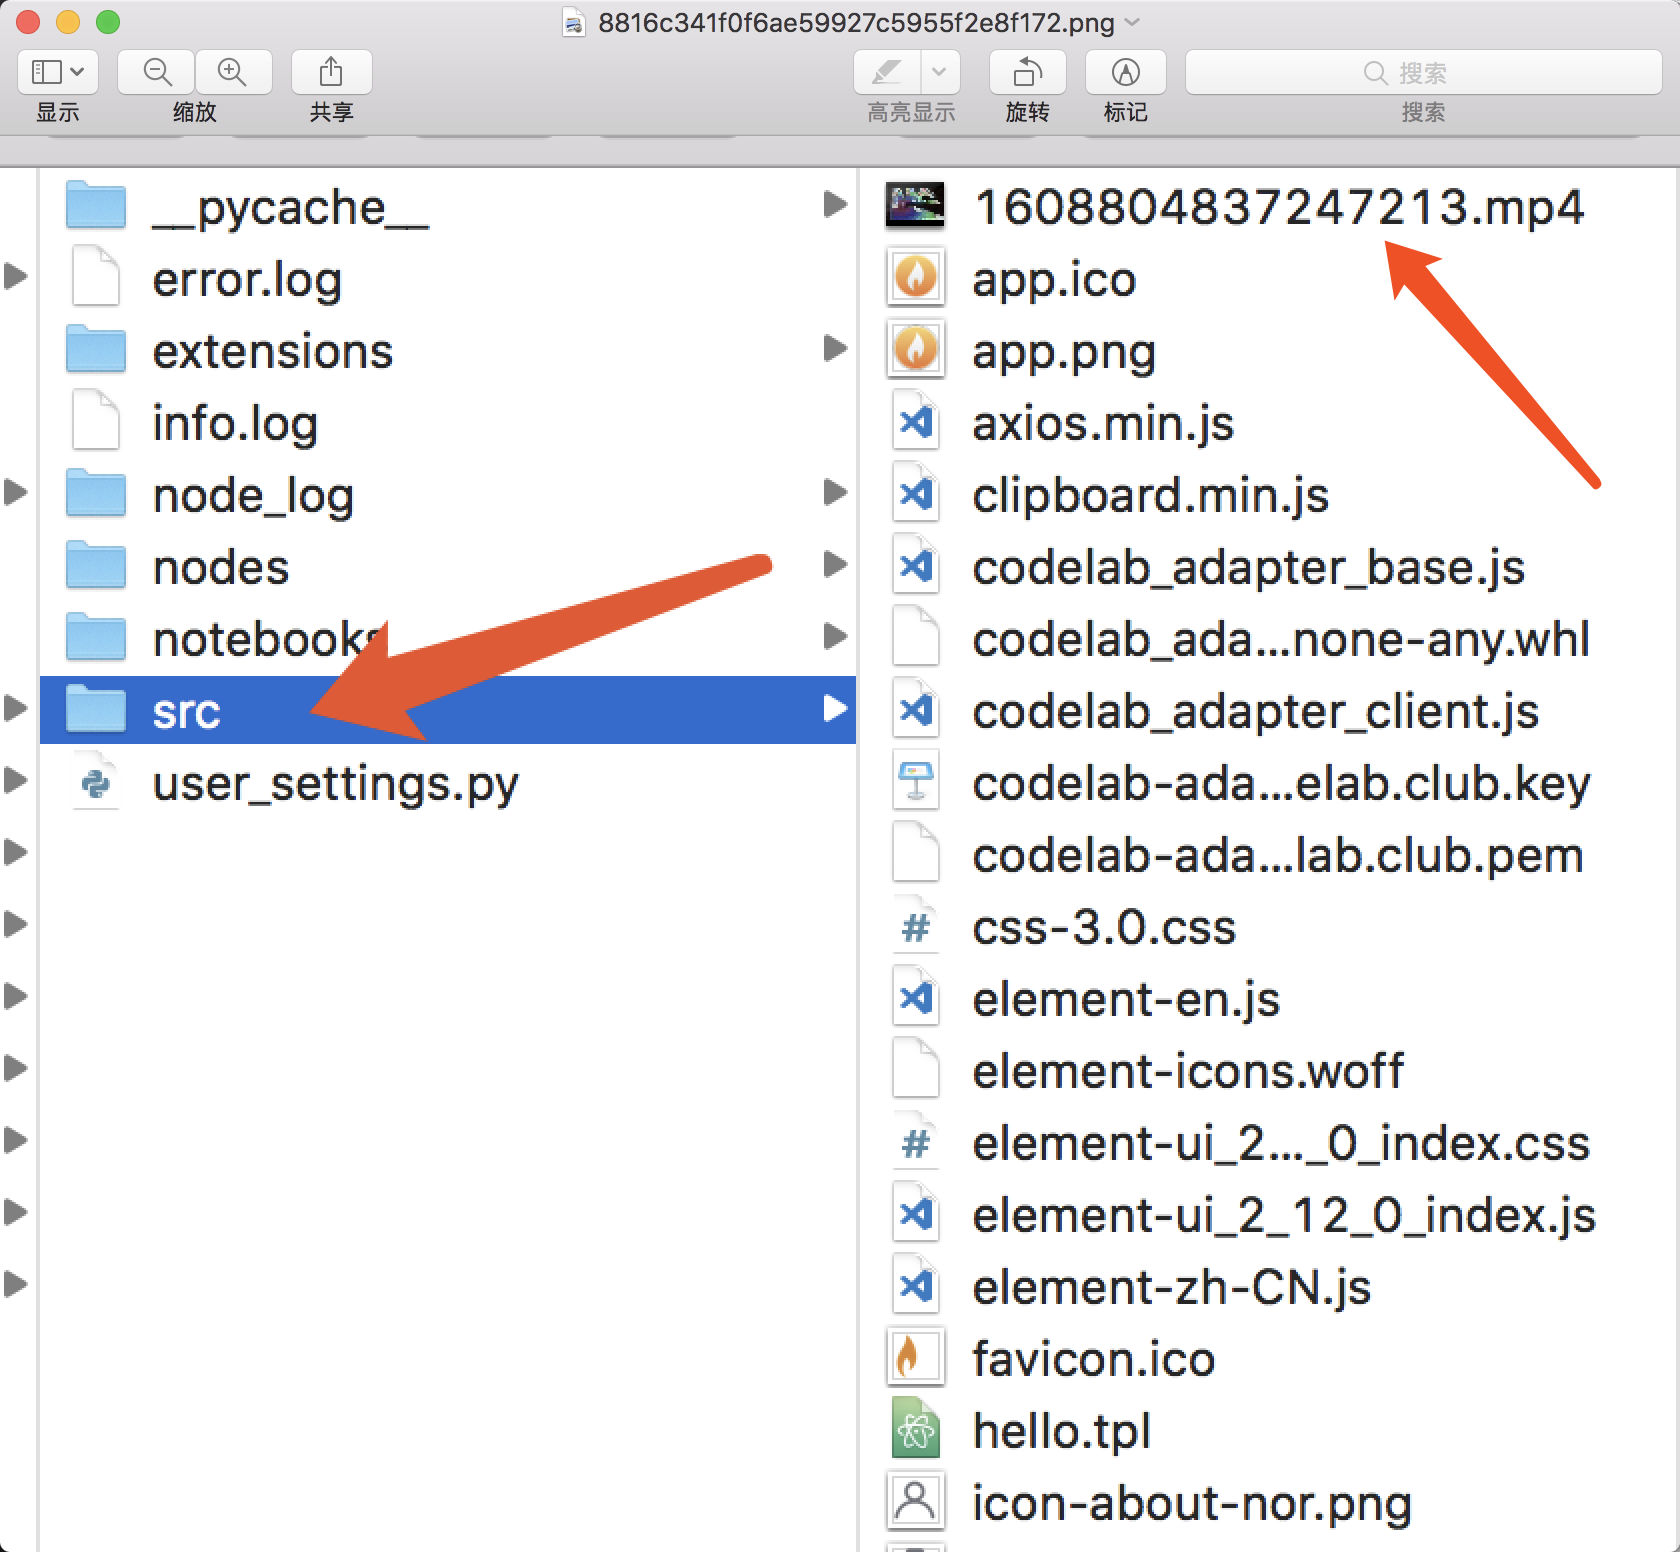 8816c341f0f6ae59927c5955f2e8f172.png
显示
缩放
共享
高亮显示
旋转
标记
搜索
搜索
__pycache__
error.log
extensions
info.log
node_log
nodes
notebooks
src
user_settings.py
1608804837247213.mp4
app.ico
app.png
axios.min.js
clipboard.min.js
codelab_adapter_base.js
codelab_ada...none-any.whl
codelab_adapter_client.js
codelab-ada...elab.club.key
codelab-ada...lab.club.pem
css-3.0.css
element-en.js
element-icons.woff
element-ui_2..._0_index.css
element-ui_2_12_0_index.js
element-zh-CN.js
favicon.ico
hello.tpl
icon-about-nor.png